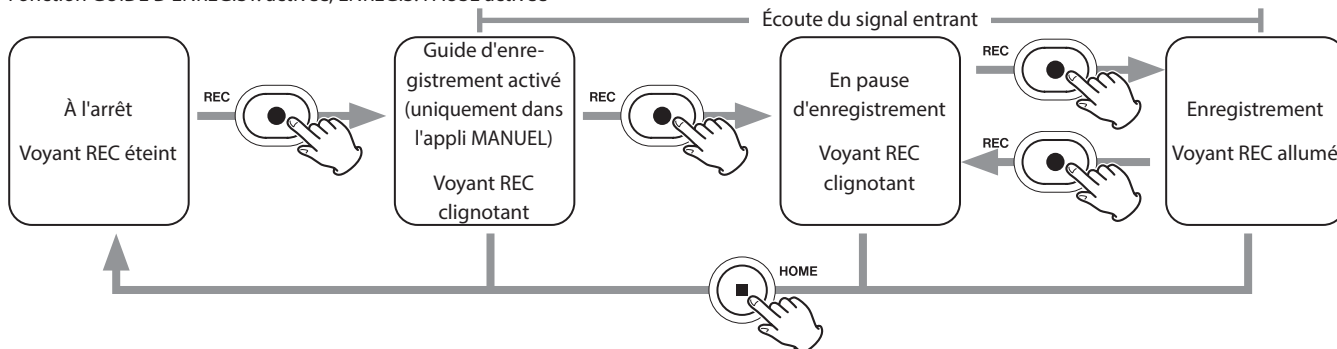 Écoute du signal entrant
À l'arrêt
Voyant REC éteint
REC
Guide d'enre-
gistrement activé
(uniquement dans
l'appli MANUEL)
Voyant REC
clignotant
REC
En pause
d'enregistrement
Voyant REC
clignotant
REC
REC
Enregistrement
Voyant REC allumé
HOME